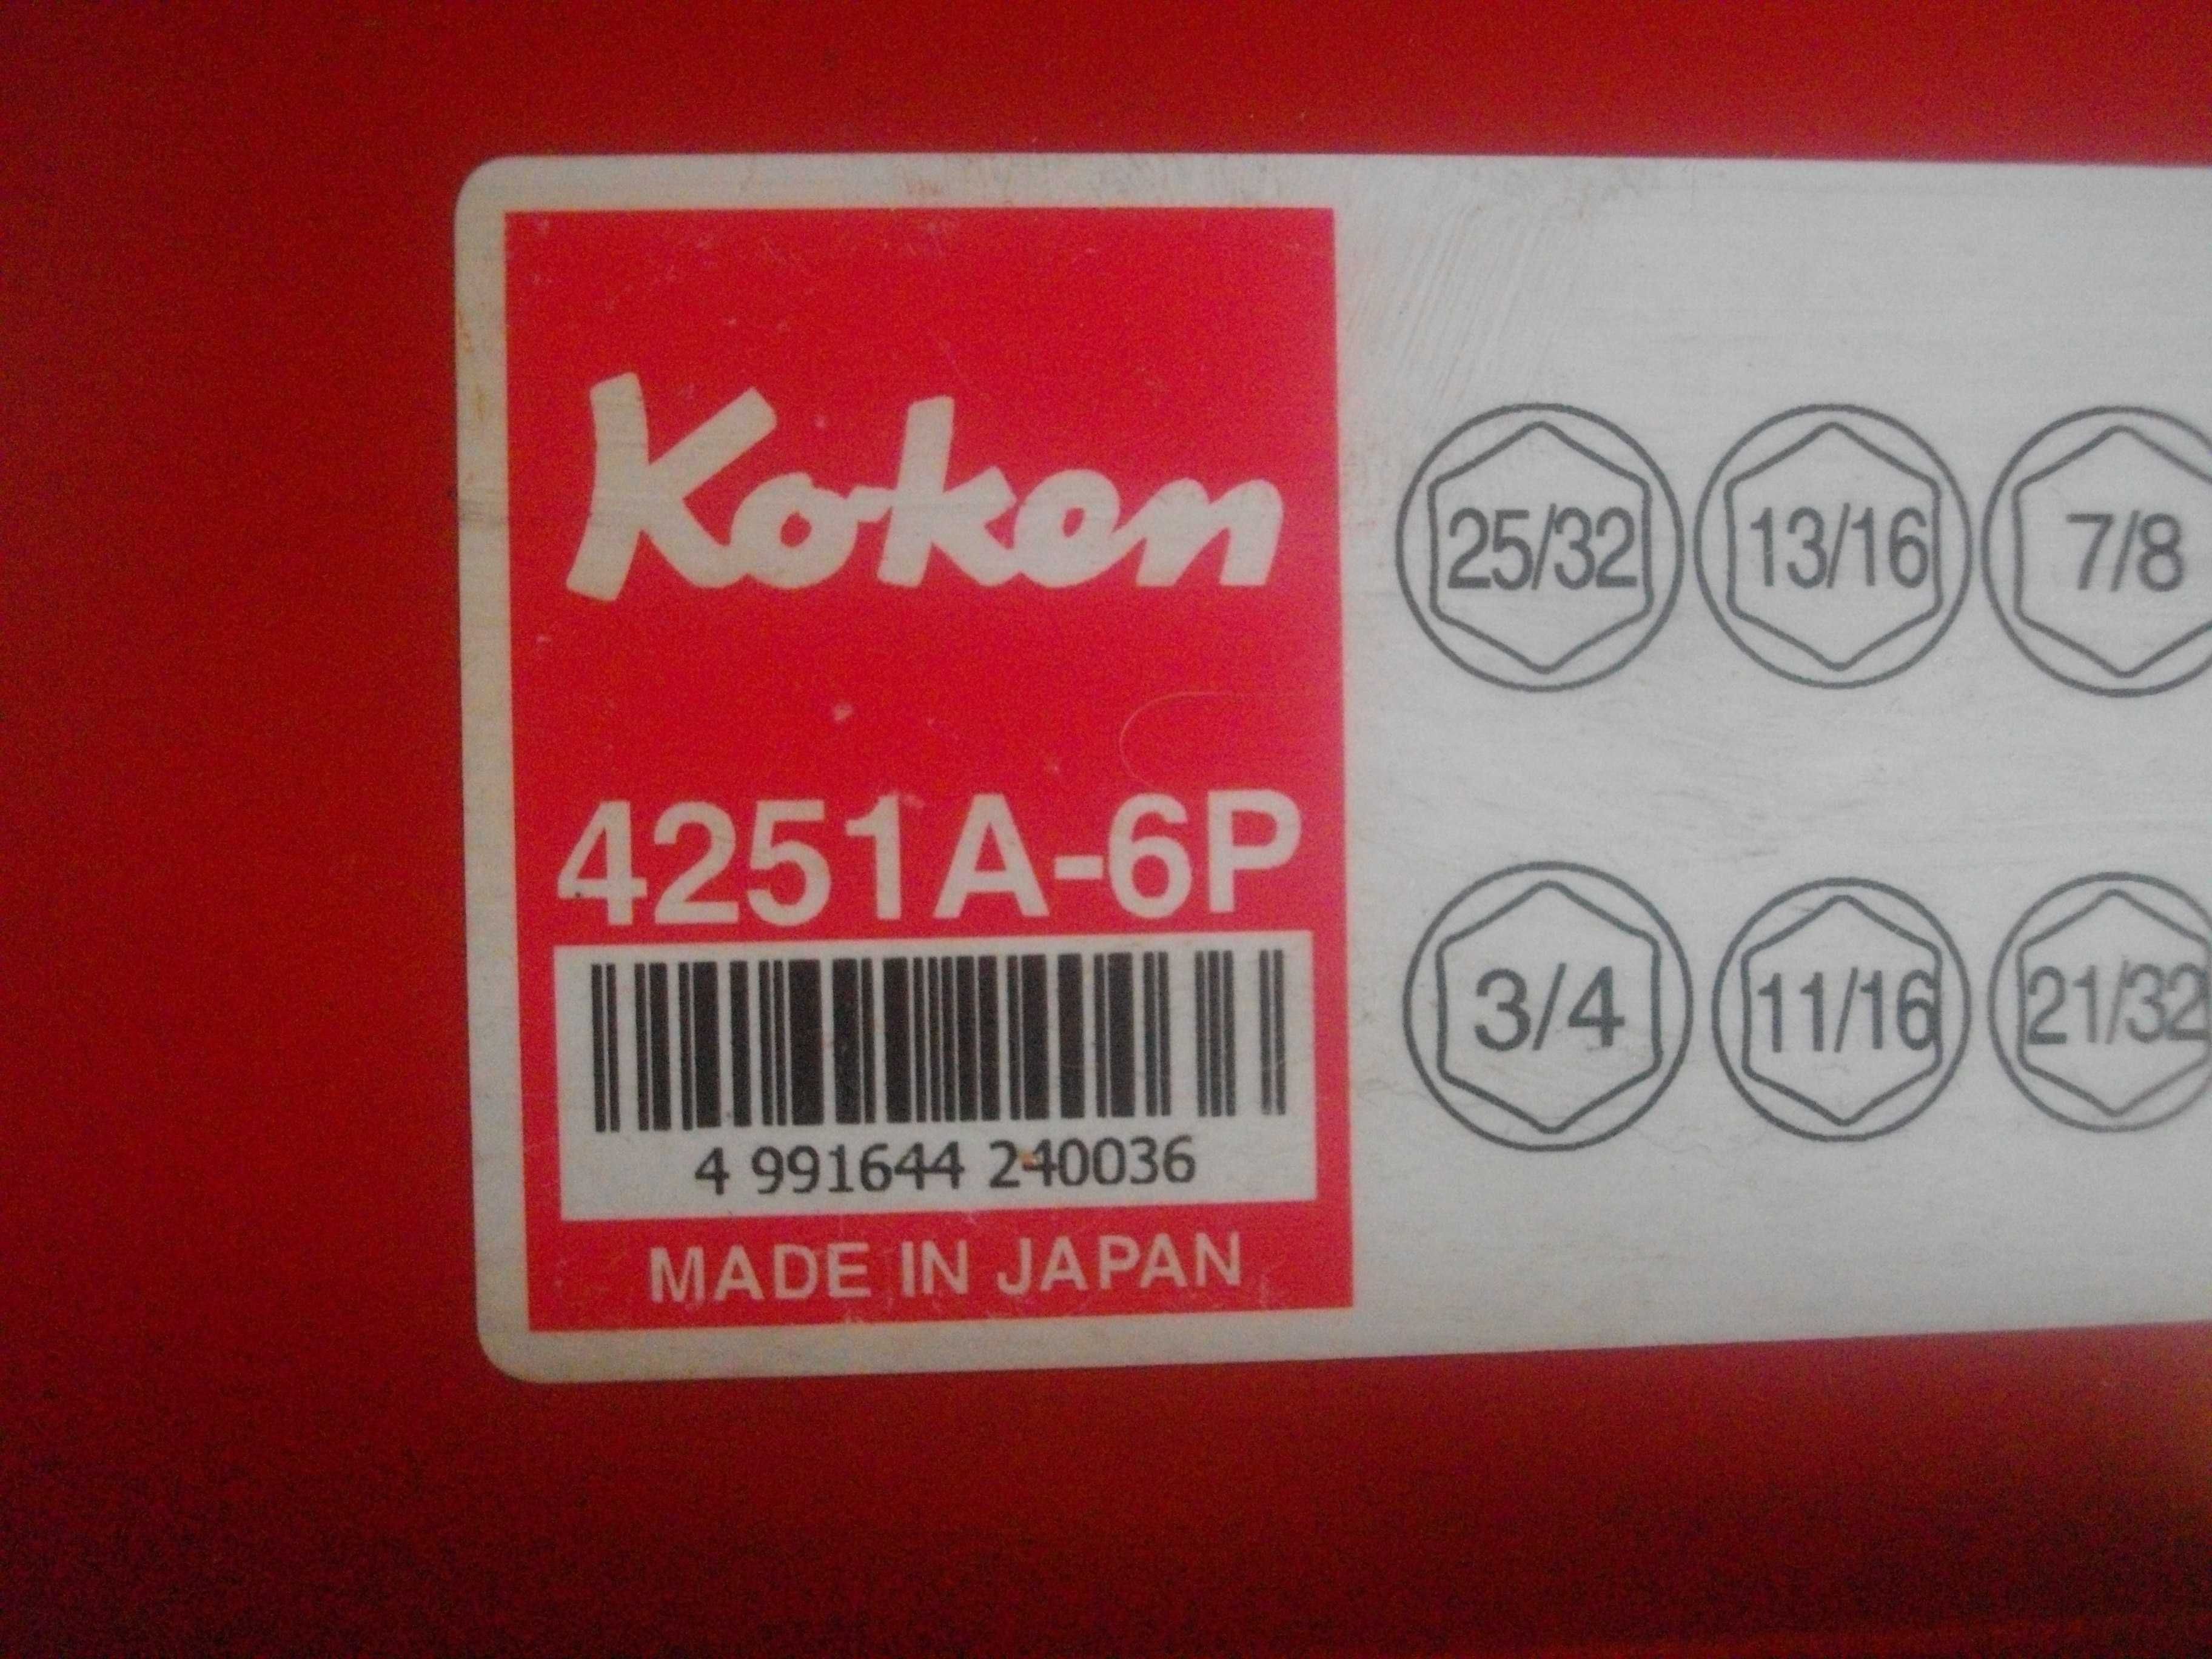 Koken
4251A-6P
4 991644 240036
MADE IN JAPAN
25/32 13/16 7/8
3/4 11/16 21/32